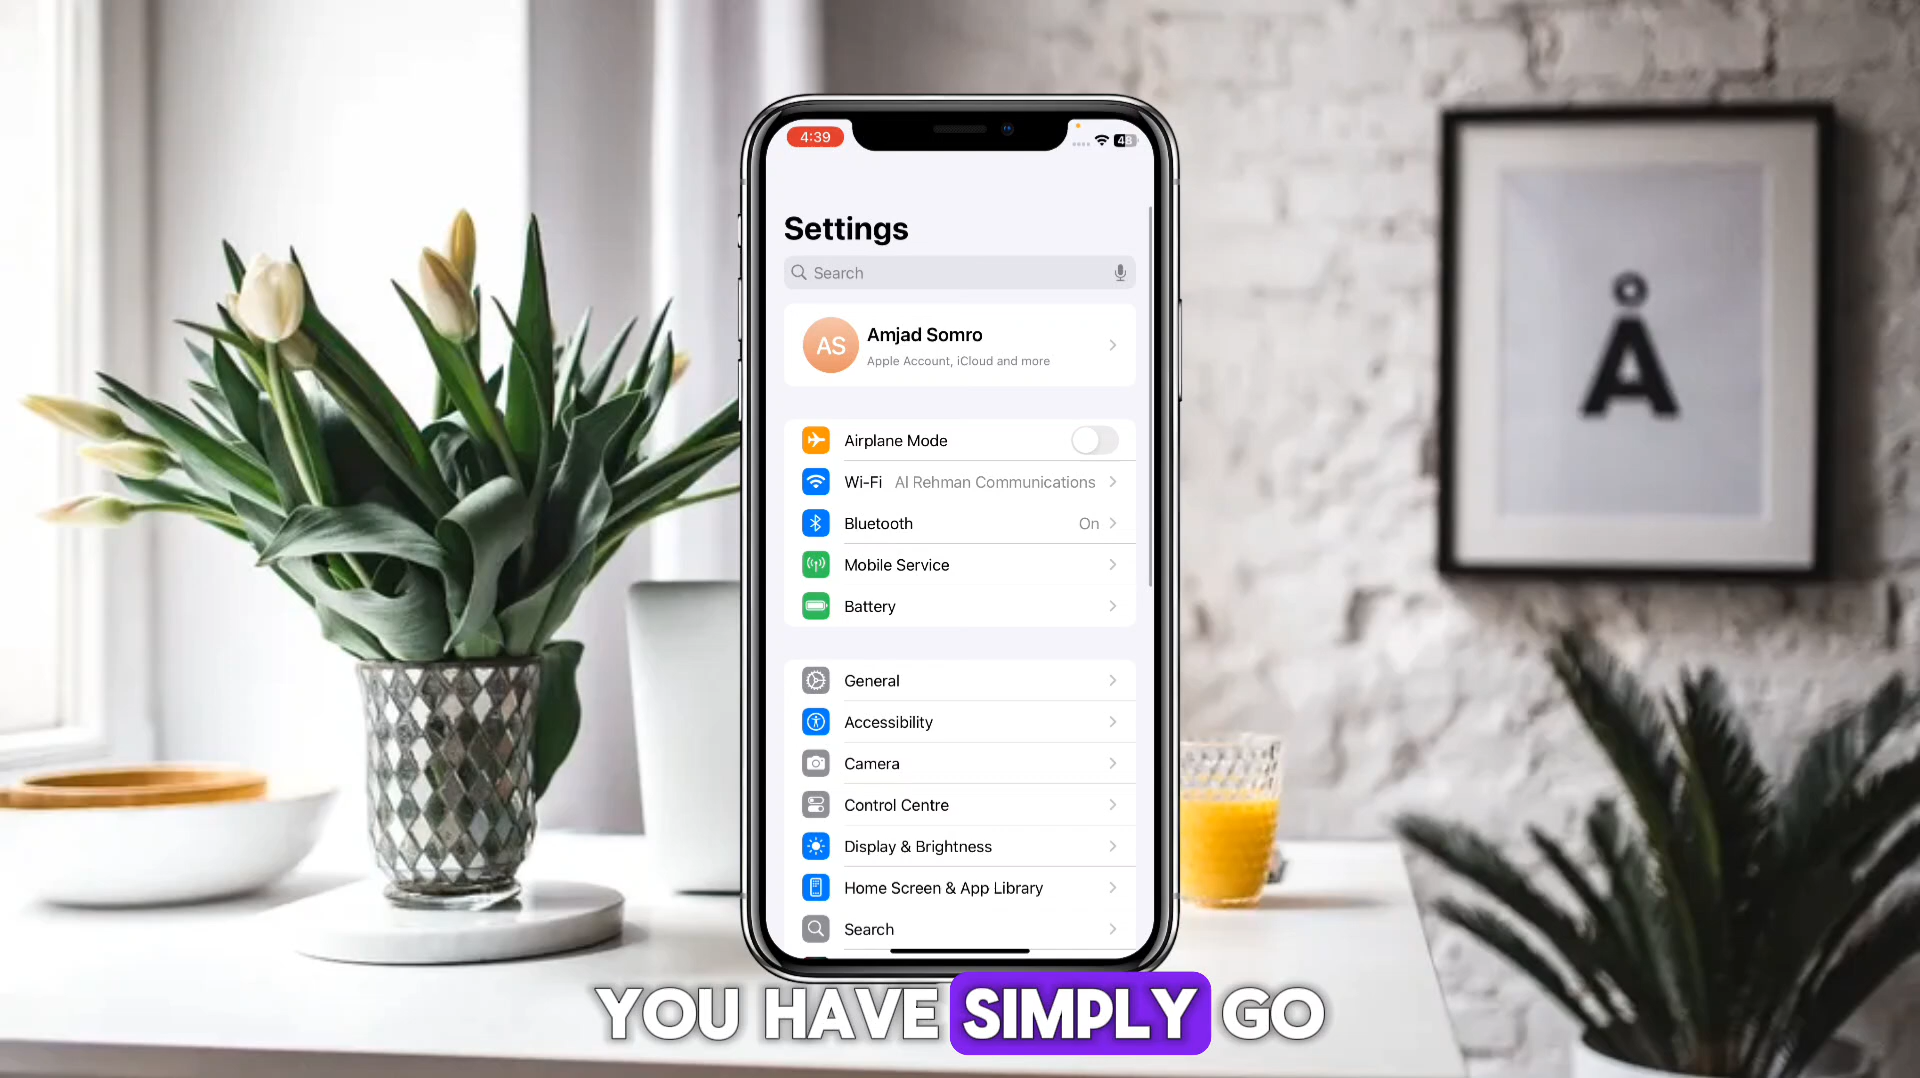 4:39
48
Settings
Search
AS
Amjad Somro
Apple Account, iCloud and more
Airplane Mode
Wi-Fi Al Rehman Communications
Bluetooth On
Mobile Service
Battery
General
Accessibility
Camera
Control Centre
Display & Brightness
Home Screen & App Library
Search
Å
YOU HAVE SIMPLY GO